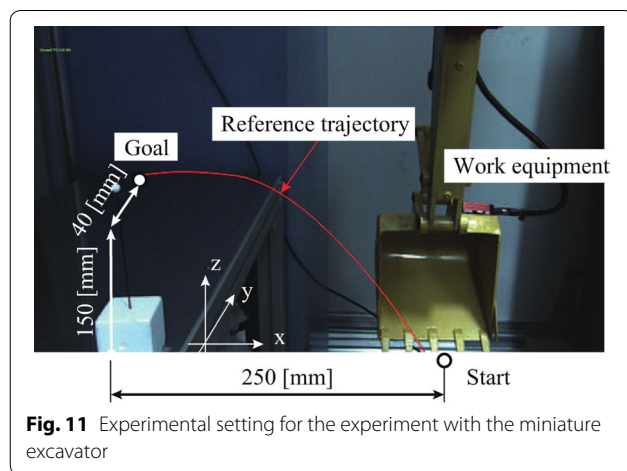 Reference trajectory
Goal
Work equipment
40 [mm]
150 [mm]
z
y
x
250 [mm]
Start
Fig. 11 Experimental setting for the experiment with the miniature
excavator